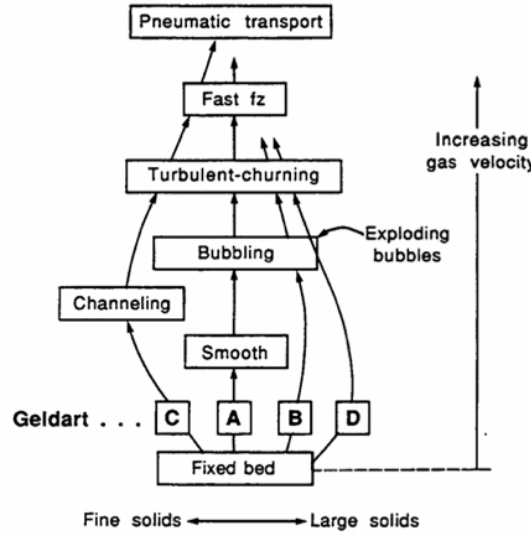 Pneumatic transport
Fast fz
Increasing
gas velocity
Turbulent-churning
Exploding
bubbles
Bubbling
Channeling
Smooth
Geldart . . . C A B D
Fixed bed
Fine solids Large solids